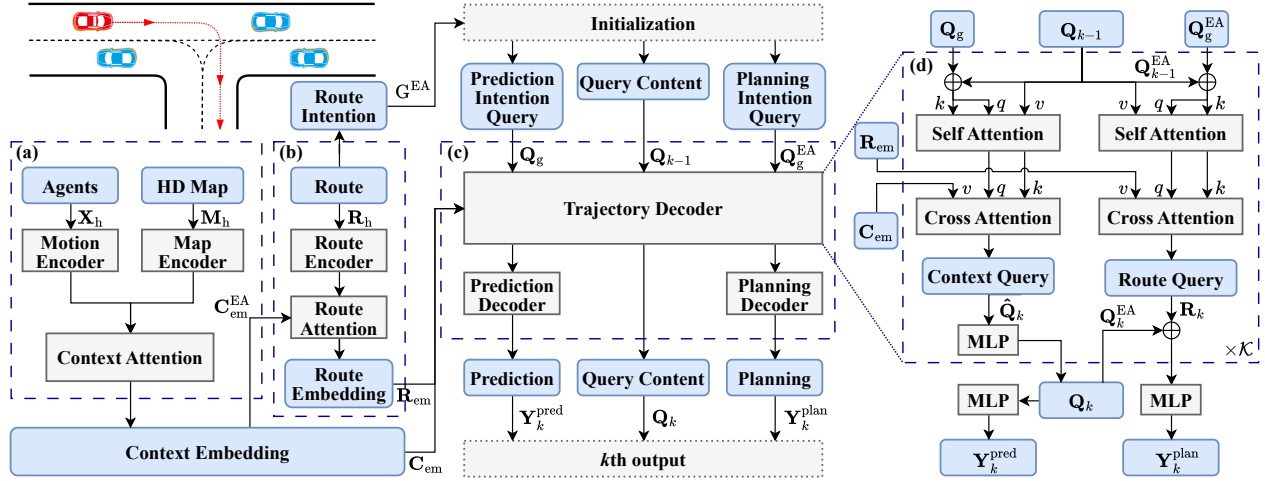 (a)
Agents
HD Map
X_h
M_h
Motion
Encoder
Map
Encoder
Context Attention
Context Embedding
C_em^EA
C_em
Route
Intention
G^EA
(b)
Route
R_h
Route
Encoder
Route
Attention
Route
Embedding
R_em
Initialization
Prediction
Intention
Query
Query Content
Planning
Intention
Query
(c)
Q_g
Q_{k-1}
Q_g^EA
Trajectory Decoder
Prediction
Decoder
Planning
Decoder
Prediction
Query Content
Planning
Y_k^pred
Q_k
Y_k^plan
kth output
Q_g
Q_{k-1}
Q_g^EA
(d)
Q_{k-1}^EA
k q v v q k
Self Attention
Self Attention
R_em
v q k v q k
C_em
Cross Attention
Cross Attention
Context Query
Route Query
Q̂_k
Q_k^EA
R_k
MLP
×𝒦
MLP
Q_k
MLP
Y_k^pred
Y_k^plan